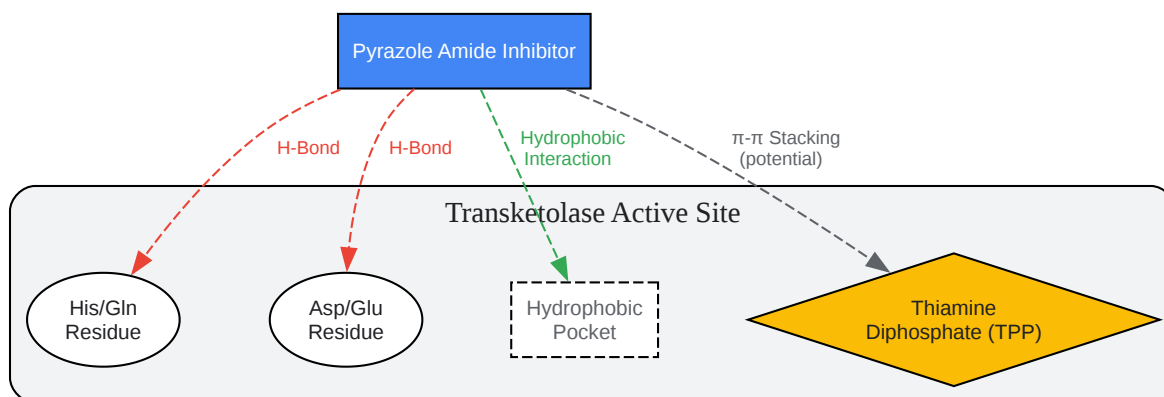 Pyrazole Amide Inhibitor
H-Bond
H-Bond
Hydrophobic
Interaction
π-π Stacking
(potential)
Transketolase Active Site
His/Gln
Residue
Asp/Glu
Residue
Hydrophobic
Pocket
Thiamine
Diphosphate (TPP)